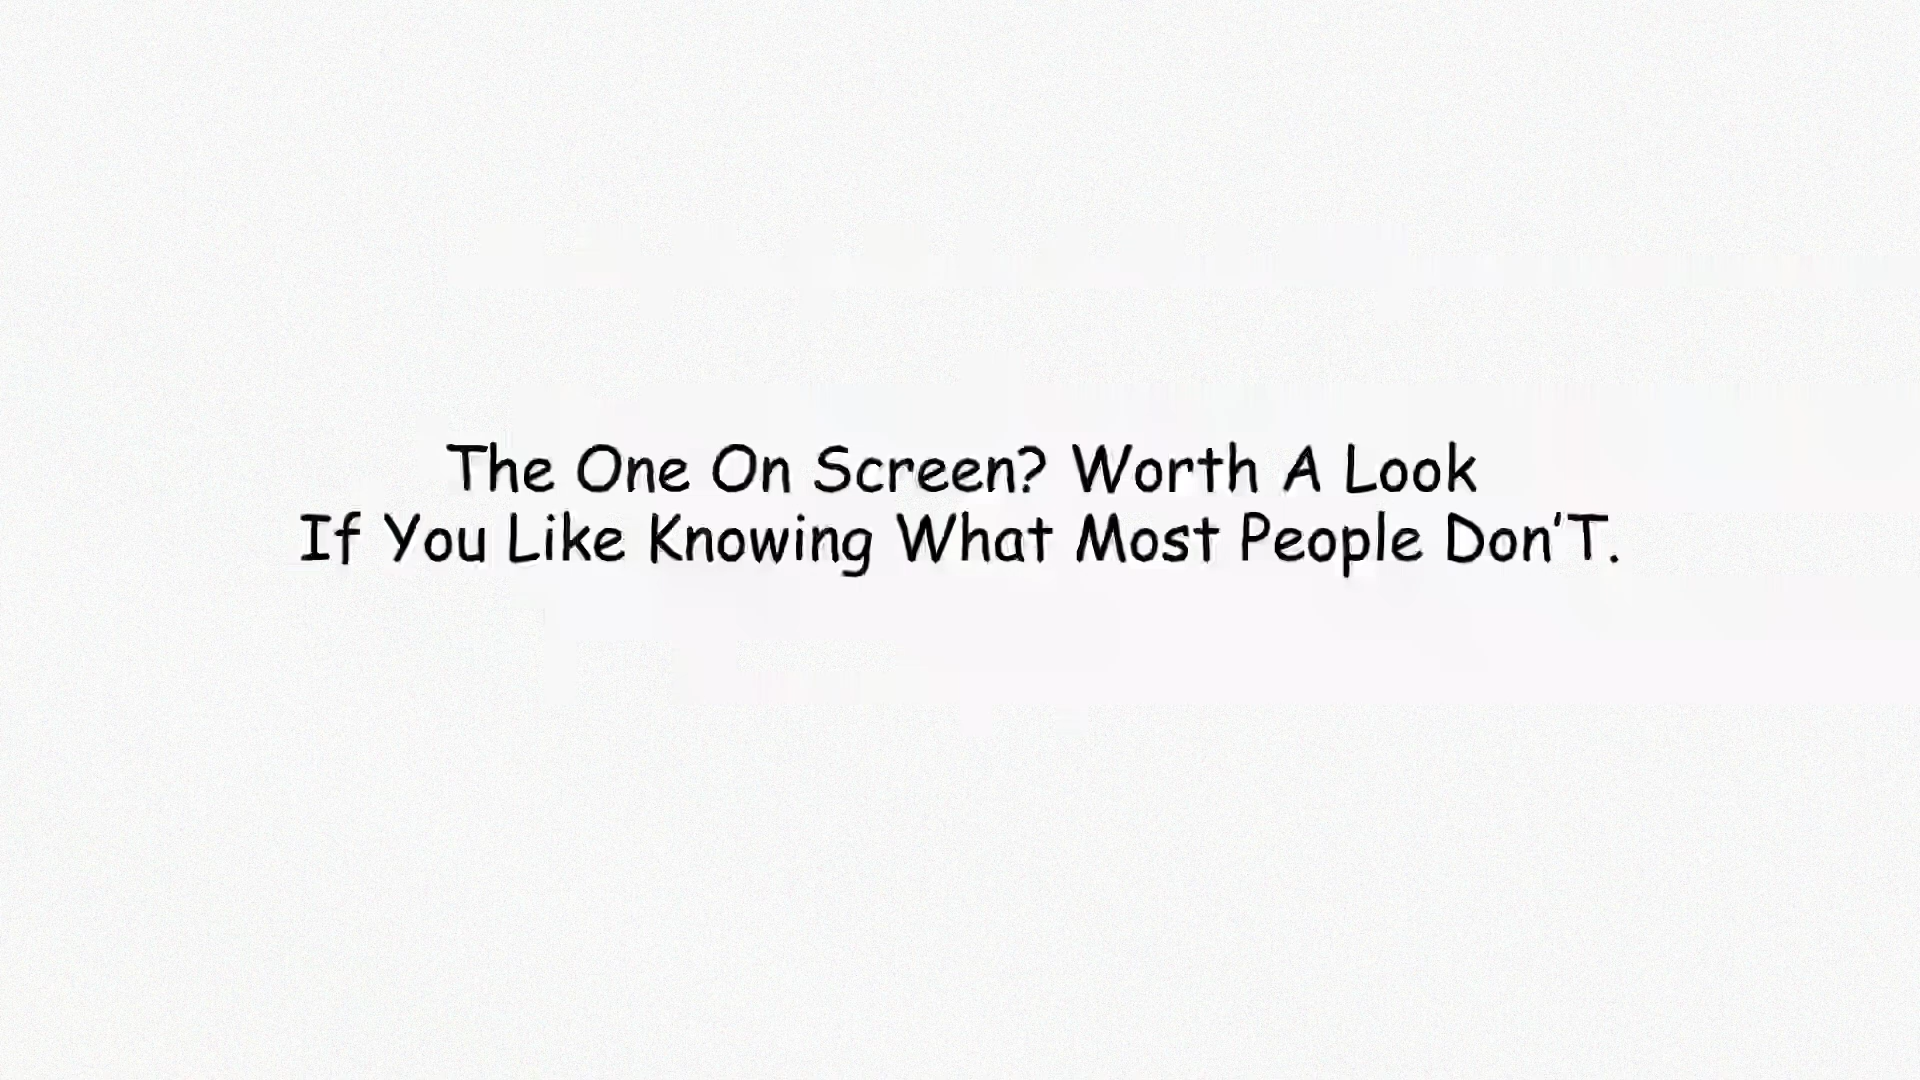 The One On Screen? Worth A Look
If You Like Knowing What Most People Don’T.